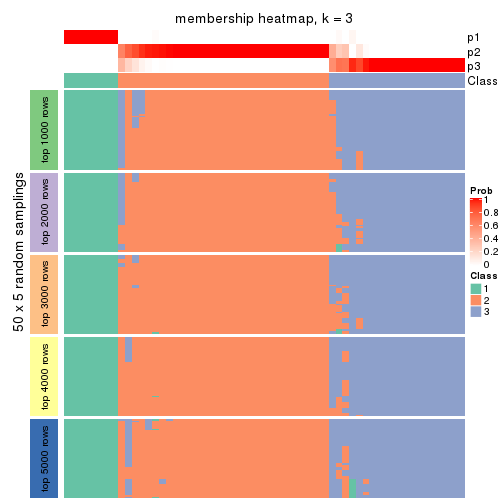 membership heatmap, k = 3
p1
p2
p3
Class
50 x 5 random samplings
top 1000 rows
top 2000 rows
top 3000 rows
top 4000 rows
top 5000 rows
Prob
1
0.8
0.6
0.4
0.2
0
Class
1
2
3